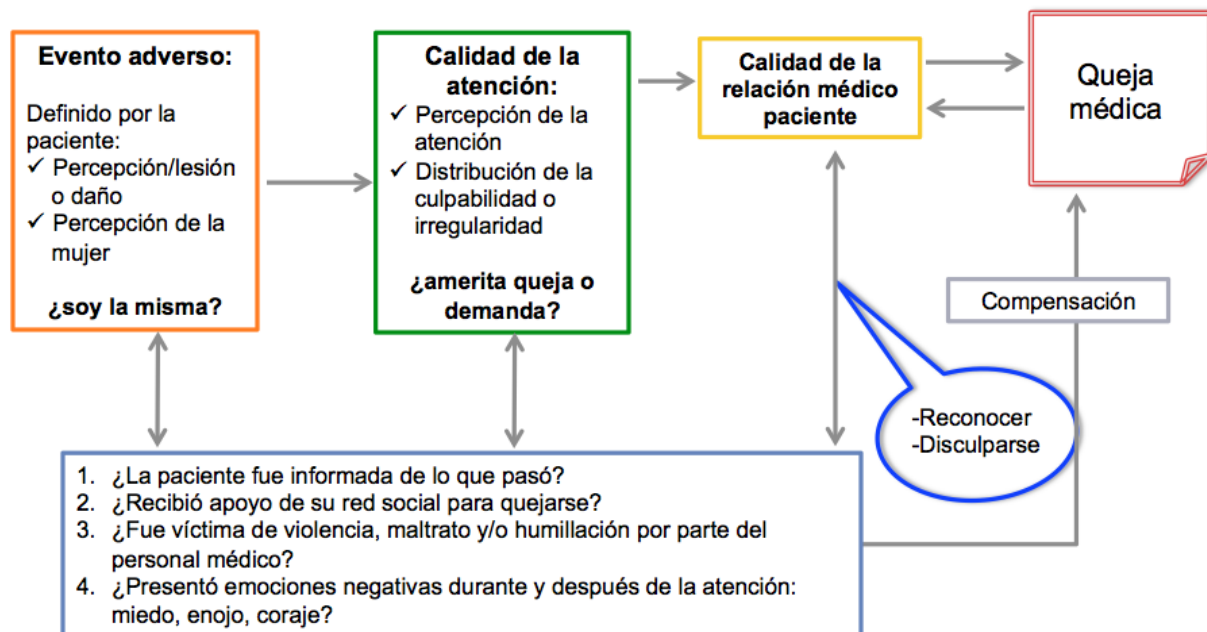 Evento adverso:
Definido por la
paciente:
✓ Percepción/lesión
o daño
✓ Percepción de la
mujer
¿soy la misma?
Calidad de la
atención:
✓ Percepción de la
atención
✓ Distribución de la
culpabilidad o
irregularidad
¿amerita queja o
demanda?
Calidad de la
relación médico
paciente
Queja
médica
Compensación
-Reconocer
-Disculparse
1. ¿La paciente fue informada de lo que pasó?
2. ¿Recibió apoyo de su red social para quejarse?
3. ¿Fue víctima de violencia, maltrato y/o humillación por parte del
personal médico?
4. ¿Presentó emociones negativas durante y después de la atención:
miedo, enojo, coraje?